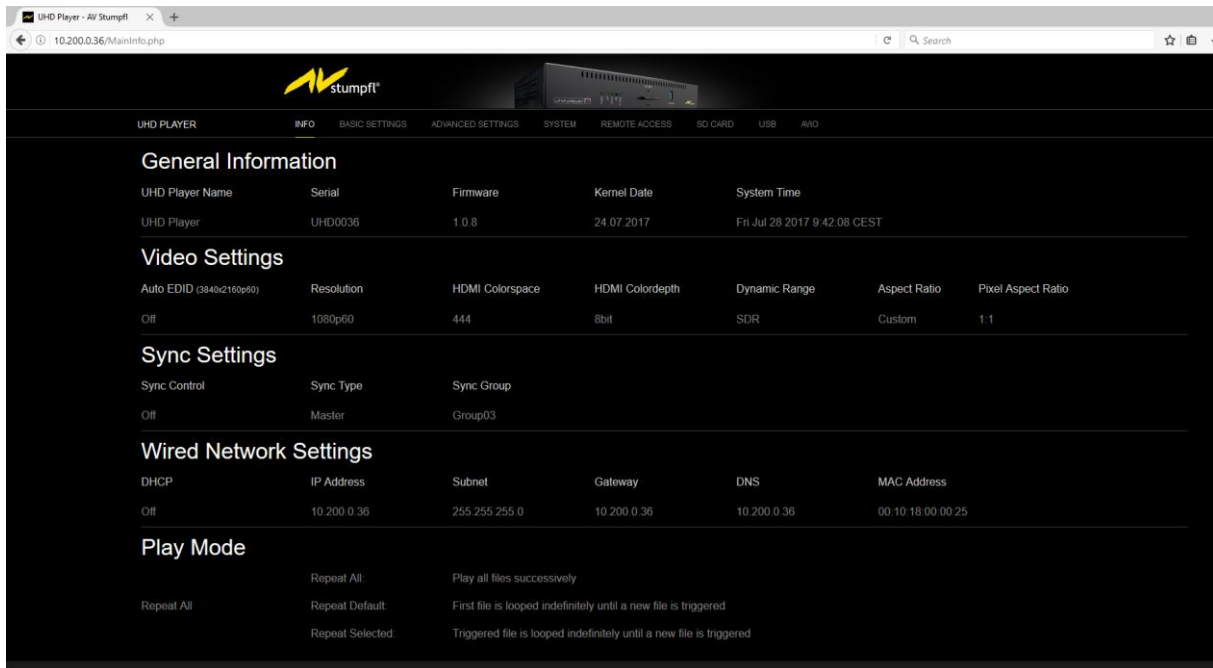 UHD Player - AV Stumpfl
10.200.0.36/MainInfo.php Search
AV stumpfl®
UHD PLAYER INFO BASIC SETTINGS ADVANCED SETTINGS SYSTEM REMOTE ACCESS SD CARD USB AVIO
General Information
UHD Player Name Serial Firmware Kernel Date System Time
UHD Player UHD0036 1.0.8 24.07.2017 Fri Jul 28 2017 9:42:08 CEST
Video Settings
Auto EDID (3840x2160p60) Resolution HDMI Colorspace HDMI Colordepth Dynamic Range Aspect Ratio Pixel Aspect Ratio
Off 1080p60 444 8bit SDR Custom 1:1
Sync Settings
Sync Control Sync Type Sync Group
Off Master Group03
Wired Network Settings
DHCP IP Address Subnet Gateway DNS MAC Address
Off 10.200.0.36 255.255.255.0 10.200.0.36 10.200.0.36 00:10:18:00:00:25
Play Mode
Repeat All: Play all files successively
Repeat All Repeat Default: First file is looped indefinitely until a new file is triggered
Repeat Selected: Triggered file is looped indefinitely until a new file is triggered